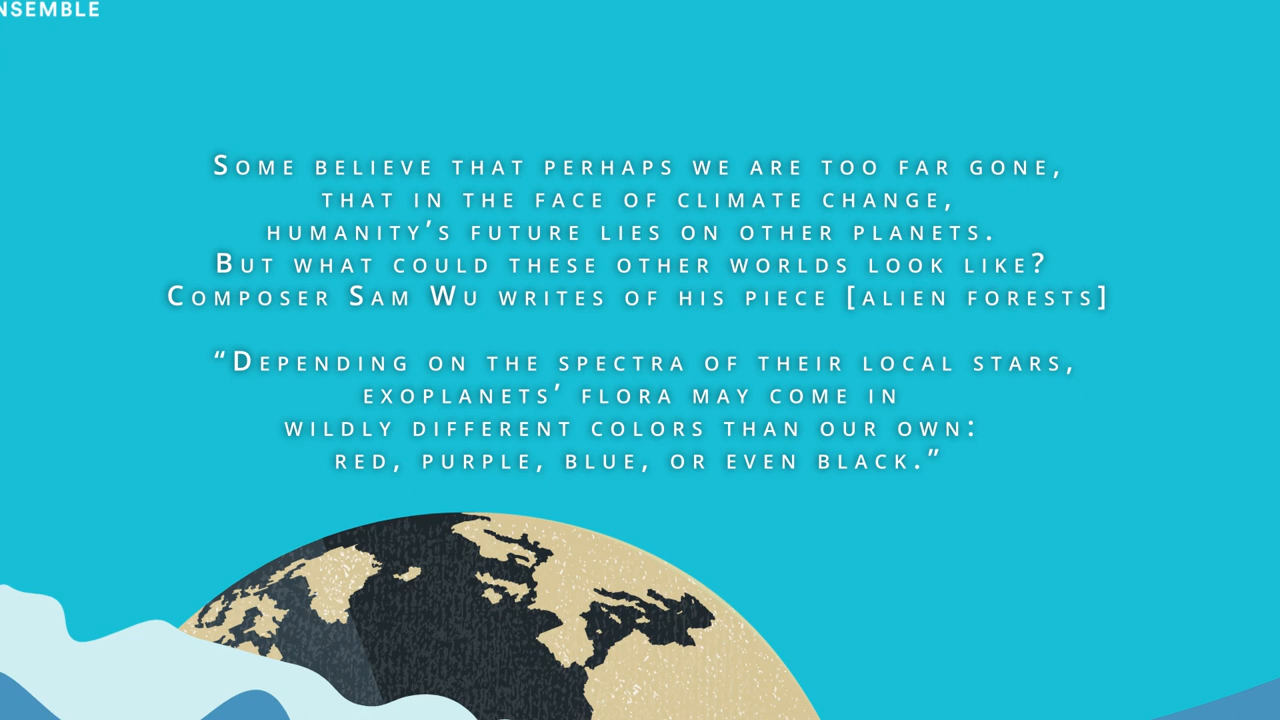 NSEMBLE
Some believe that perhaps we are too far gone,
that in the face of climate change,
humanity’s future lies on other planets.
But what could these other worlds look like?
Composer Sam Wu writes of his piece [alien forests]
“Depending on the spectra of their local stars,
exoplanets’ flora may come in
wildly different colors than our own:
red, purple, blue, or even black.”